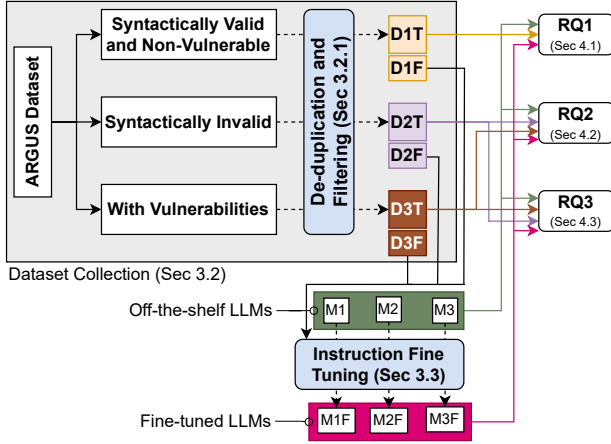 ARGUS Dataset
Syntactically Valid
and Non-Vulnerable
Syntactically Invalid
With Vulnerabilities
De-duplication and
Filtering (Sec 3.2.1)
D1T
D1F
D2T
D2F
D3T
D3F
RQ1
(Sec 4.1)
RQ2
(Sec 4.2)
RQ3
(Sec 4.3)
Dataset Collection (Sec 3.2)
Off-the-shelf LLMs
M1
M2
M3
Instruction Fine
Tuning (Sec 3.3)
Fine-tuned LLMs
M1F
M2F
M3F